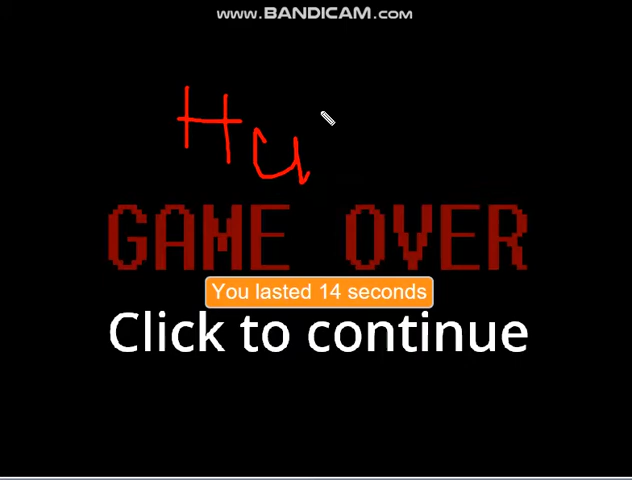 www.BANDICAM.com
Hu
GAME OVER
You lasted 14 seconds
Click to continue